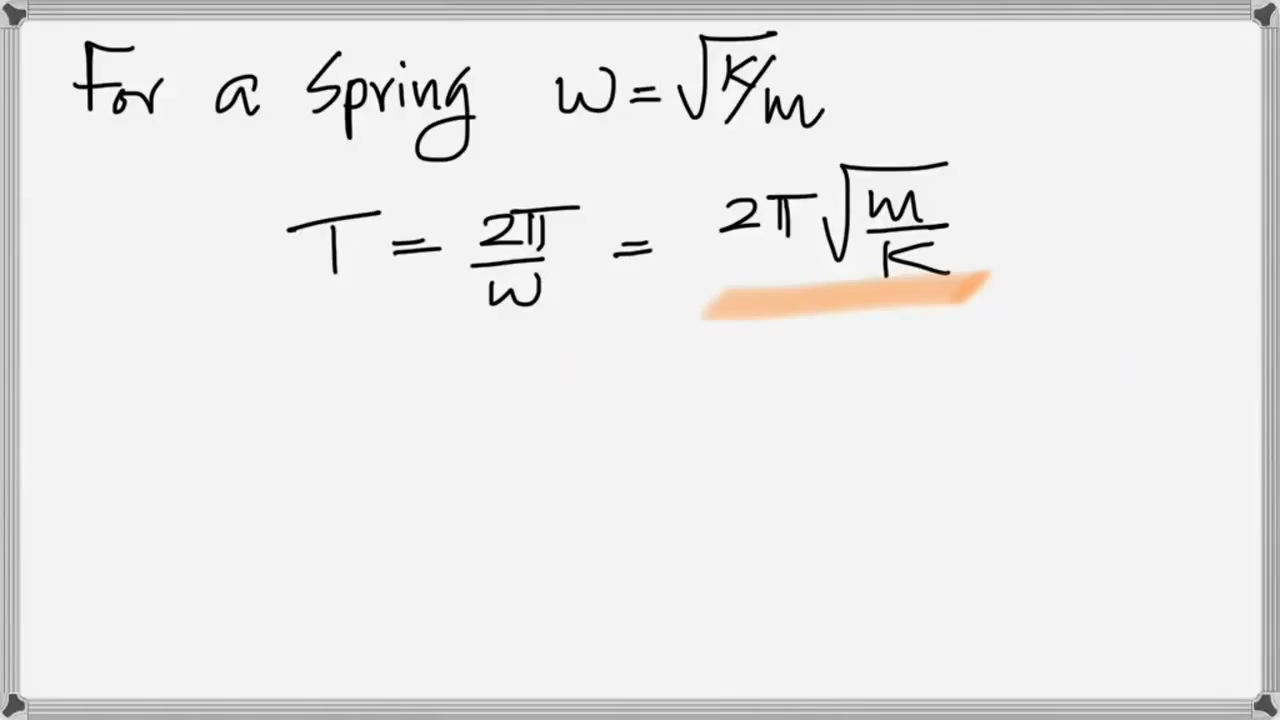 For a Spring ω = √K/m
T = 2π/ω = 2π√m/K